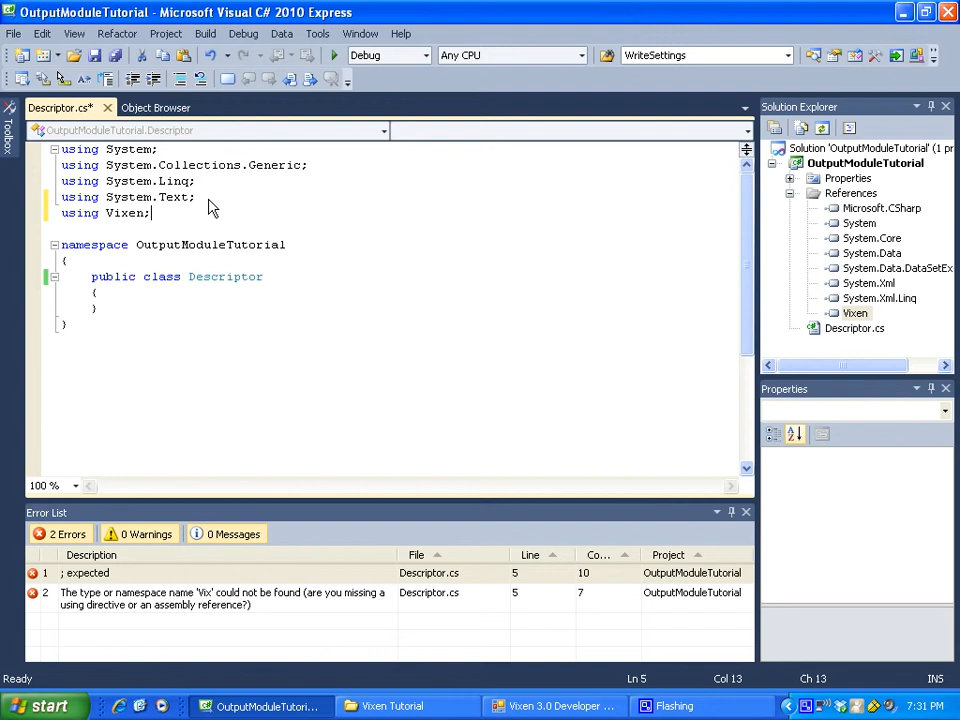 OutputModuleTutorial - Microsoft Visual C# 2010 Express
File Edit View Refactor Project Build Debug Data Tools Window Help
Debug Any CPU WriteSettings
Toolbox
Descriptor.cs* Object Browser
OutputModuleTutorial.Descriptor
using System;
using System.Collections.Generic;
using System.Linq;
using System.Text;
using Vixen;
namespace OutputModuleTutorial
{
public class Descriptor
{
}
}
100 %
Solution Explorer
Solution 'OutputModuleTutorial' (1 pr
OutputModuleTutorial
Properties
References
Microsoft.CSharp
System
System.Core
System.Data
System.Data.DataSetEx
System.Xml
System.Xml.Linq
Vixen
Descriptor.cs
Properties
Error List
2 Errors 0 Warnings 0 Messages
Description File Line Co... Project
1 ; expected Descriptor.cs 5 10 OutputModuleTutorial
2 The type or namespace name 'Vix' could not be found (are you missing a Descriptor.cs 5 7 OutputModuleTutorial
using directive or an assembly reference?)
Ready Ln 5 Col 13 Ch 13 INS
start OutputModuleTutori... Vixen Tutorial Vixen 3.0 Developer ... Flashing 7:31 PM